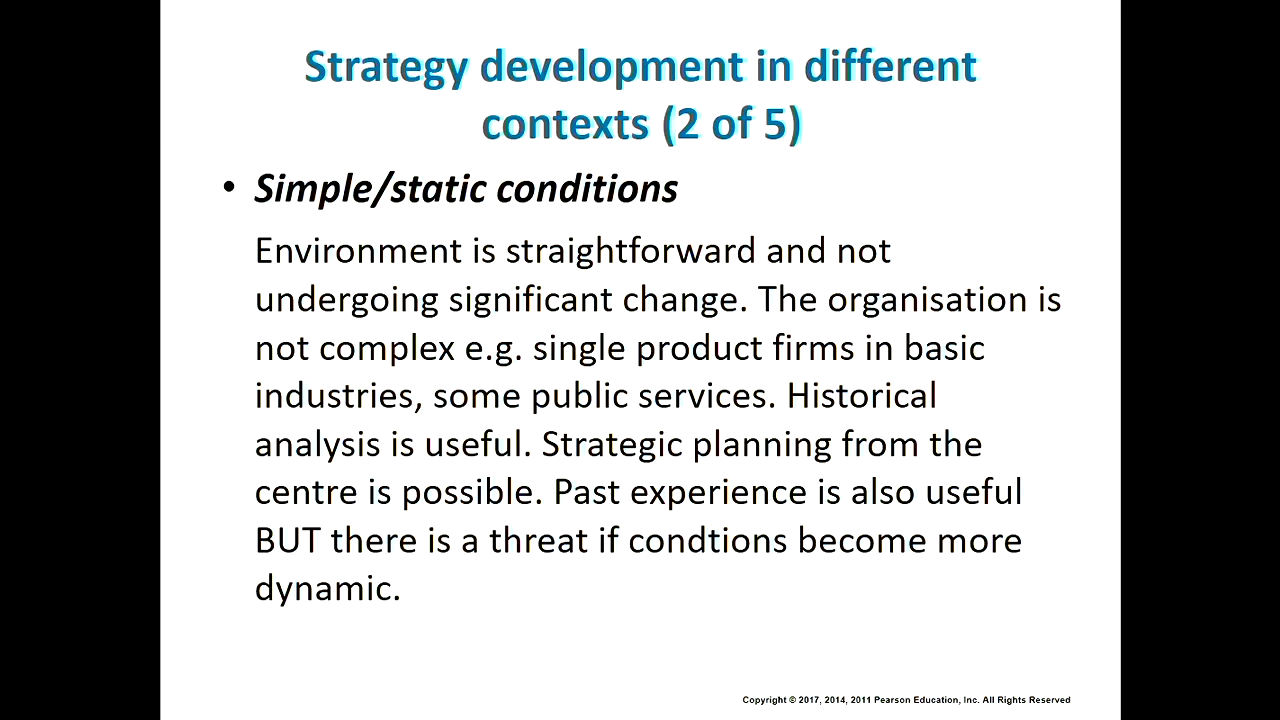 Strategy development in different
contexts (2 of 5)
• Simple/static conditions
Environment is straightforward and not
undergoing significant change. The organisation is
not complex e.g. single product firms in basic
industries, some public services. Historical
analysis is useful. Strategic planning from the
centre is possible. Past experience is also useful
BUT there is a threat if condtions become more
dynamic.
Copyright © 2017, 2014, 2011 Pearson Education, Inc. All Rights Reserved